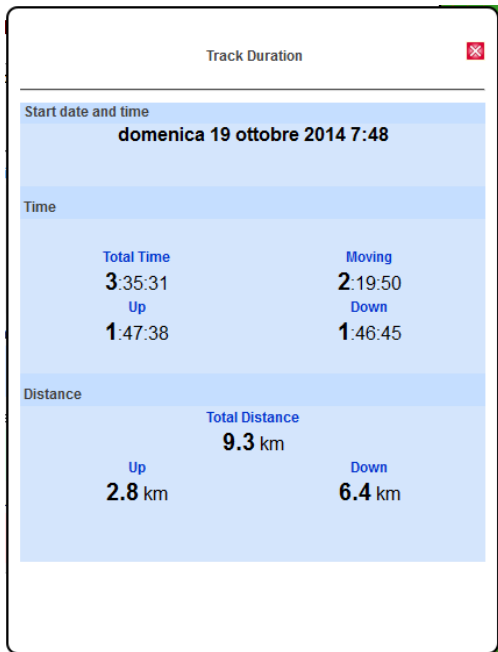 Track Duration
Start date and time
domenica 19 ottobre 2014 7:48
Time
Total Time Moving
3:35:31 2:19:50
Up Down
1:47:38 1:46:45
Distance
Total Distance
9.3 km
Up Down
2.8 km 6.4 km